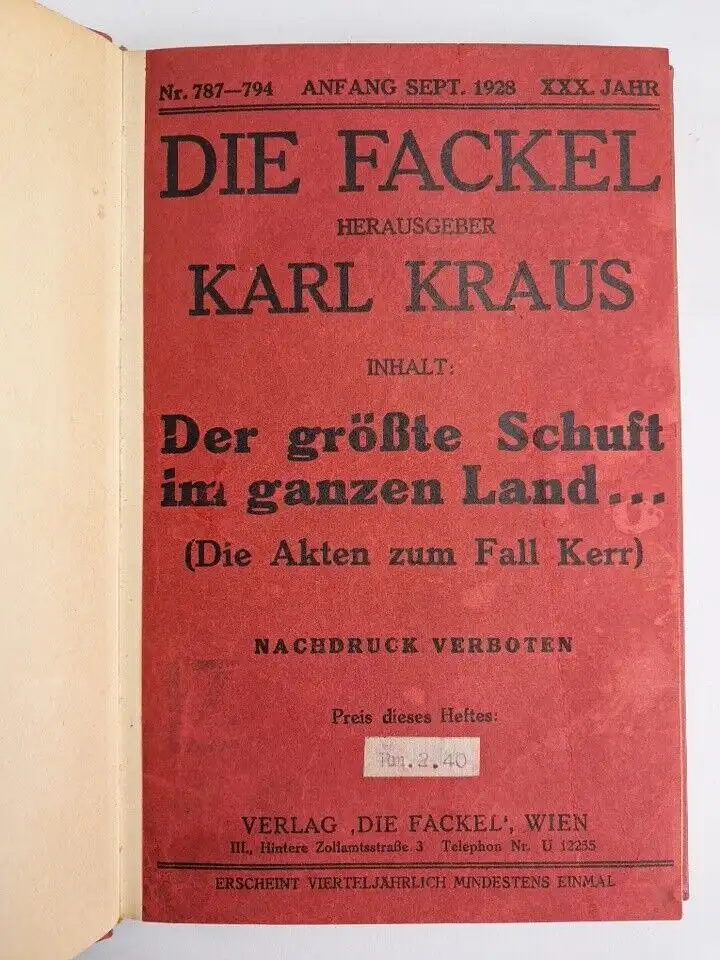 Nr. 787—794 ANFANG SEPT. 1928 XXX. JAHR
DIE FACKEL
HERAUSGEBER
KARL KRAUS
INHALT:
Der größte Schuft
im ganzen Land...
(Die Akten zum Fall Kerr)
NACHDRUCK VERBOTEN
Preis dieses Heftes:
Rm.2.40
VERLAG ‚DIE FACKEL', WIEN
III., Hintere Zollamtsstraße 3 Telephon Nr. U 12255
ERSCHEINT VIERTELJÄHRLICH MINDESTENS EINMAL